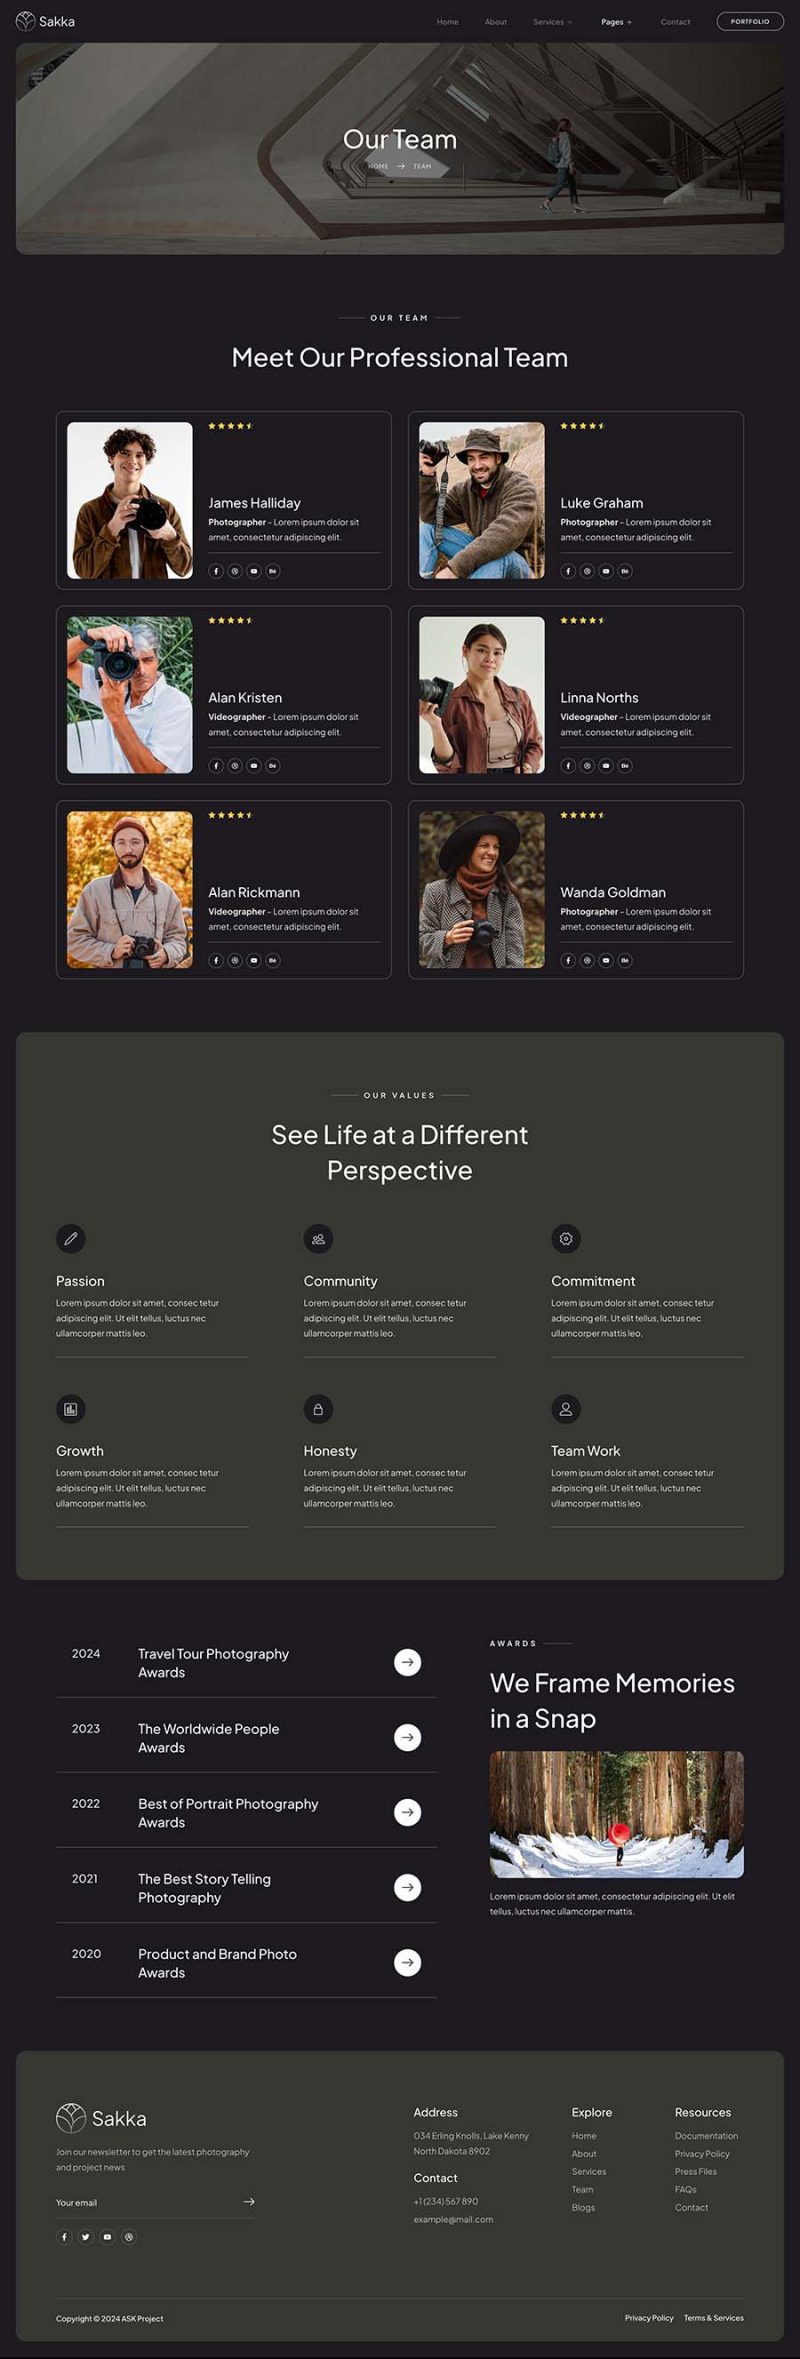 Sakka
Home About Services + Pages + Contact PORTFOLIO
Our Team
HOME → TEAM
OUR TEAM
Meet Our Professional Team
James Halliday
Photographer - Lorem ipsum dolor sit
amet, consectetur adipiscing elit.
Luke Graham
Photographer - Lorem ipsum dolor sit
amet, consectetur adipiscing elit.
Alan Kristen
Videographer - Lorem ipsum dolor sit
amet, consectetur adipiscing elit.
Linna Norths
Videographer - Lorem ipsum dolor sit
amet, consectetur adipiscing elit.
Alan Rickmann
Videographer - Lorem ipsum dolor sit
amet, consectetur adipiscing elit.
Wanda Goldman
Photographer - Lorem ipsum dolor sit
amet, consectetur adipiscing elit.
OUR VALUES
See Life at a Different
Perspective
Passion
Lorem ipsum dolor sit amet, consec tetur
adipiscing elit. Ut elit tellus, luctus nec
ullamcorper mattis leo.
Community
Lorem ipsum dolor sit amet, consec tetur
adipiscing elit. Ut elit tellus, luctus nec
ullamcorper mattis leo.
Commitment
Lorem ipsum dolor sit amet, consec tetur
adipiscing elit. Ut elit tellus, luctus nec
ullamcorper mattis leo.
Growth
Lorem ipsum dolor sit amet, consec tetur
adipiscing elit. Ut elit tellus, luctus nec
ullamcorper mattis leo.
Honesty
Lorem ipsum dolor sit amet, consec tetur
adipiscing elit. Ut elit tellus, luctus nec
ullamcorper mattis leo.
Team Work
Lorem ipsum dolor sit amet, consec tetur
adipiscing elit. Ut elit tellus, luctus nec
ullamcorper mattis leo.
2024 Travel Tour Photography
Awards
2023 The Worldwide People
Awards
2022 Best of Portrait Photography
Awards
2021 The Best Story Telling
Photography
2020 Product and Brand Photo
Awards
AWARDS
We Frame Memories
in a Snap
Lorem ipsum dolor sit amet, consectetur adipiscing elit. Ut elit
tellus, luctus nec ullamcorper mattis.
Sakka
Join our newsletter to get the latest photography
and project news
Your email
Address
034 Erling Knolls, Lake Kenny
North Dakota 8902
Contact
+1 (234) 567 890
example@mail.com
Explore
Home
About
Services
Team
Blogs
Resources
Documentation
Privacy Policy
Press Files
FAQs
Contact
Copyright © 2024 ASK Project
Privacy Policy Terms & Services